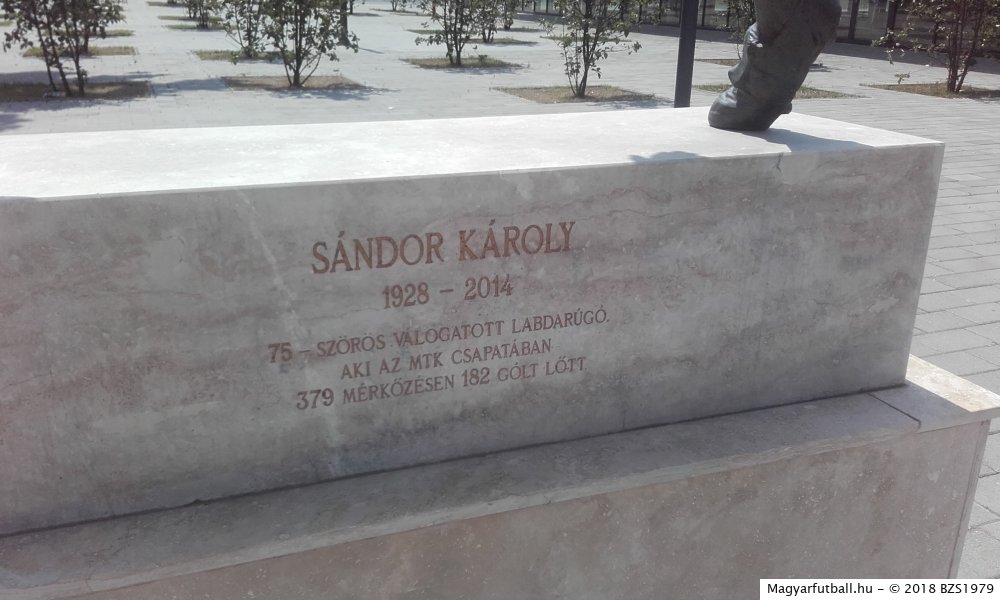 SÁNDOR KÁROLY
1928 – 2014
75 – SZÖRÖS VÁLOGATOTT LABDARÚGÓ.
AKI AZ MTK CSAPATÁBAN
379 MÉRKŐZÉSEN 182 GÓLT LŐTT.
Magyarfutball.hu - © 2018 BZS1979